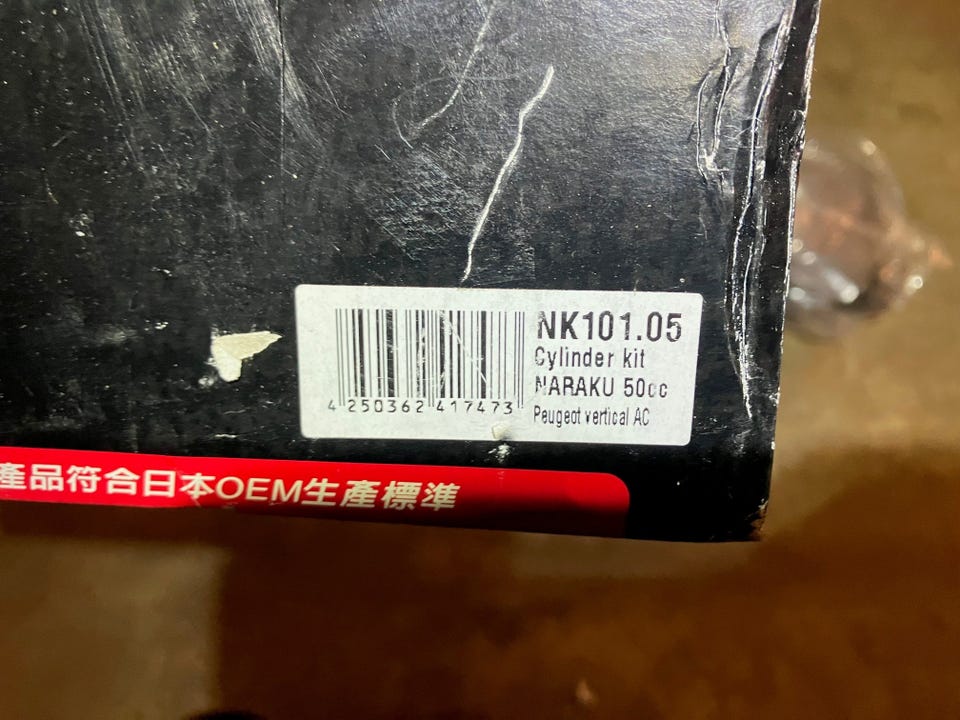 NK101.05
Cylinder kit
NARAKU 50cc
Peugeot vertical AC
4 250362 417473
產品符合日本OEM生產標準